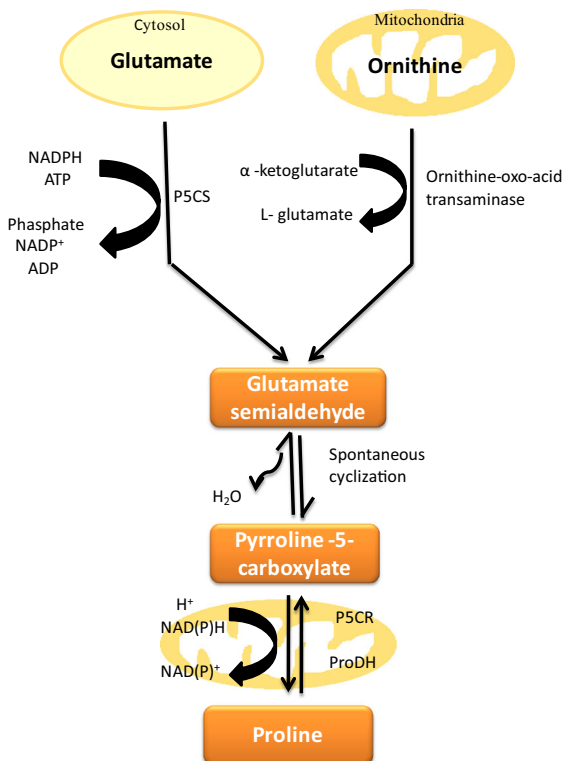 Cytosol
Glutamate
Mitochondria
Ornithine
NADPH
ATP
P5CS
Phasphate
NADP⁺
ADP
α -ketoglutarate
L- glutamate
Ornithine-oxo-acid
transaminase
Glutamate
semialdehyde
H₂O
Spontaneous
cyclization
Pyrroline -5-
carboxylate
H⁺
NAD(P)H
NAD(P)⁺
P5CR
ProDH
Proline